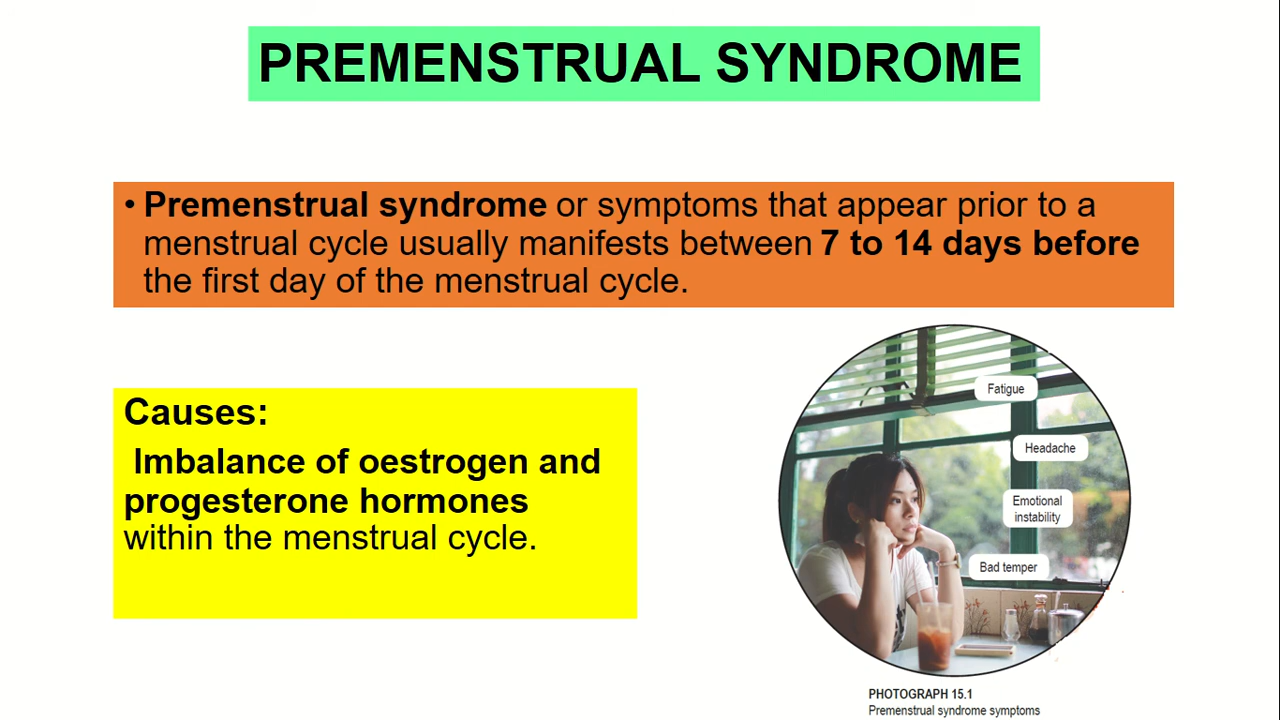 PREMENSTRUAL SYNDROME
• Premenstrual syndrome or symptoms that appear prior to a
menstrual cycle usually manifests between 7 to 14 days before
the first day of the menstrual cycle.
Causes:
Imbalance of oestrogen and
progesterone hormones
within the menstrual cycle.
Fatigue
Headache
Emotional
instability
Bad temper
PHOTOGRAPH 15.1
Premenstrual syndrome symptoms